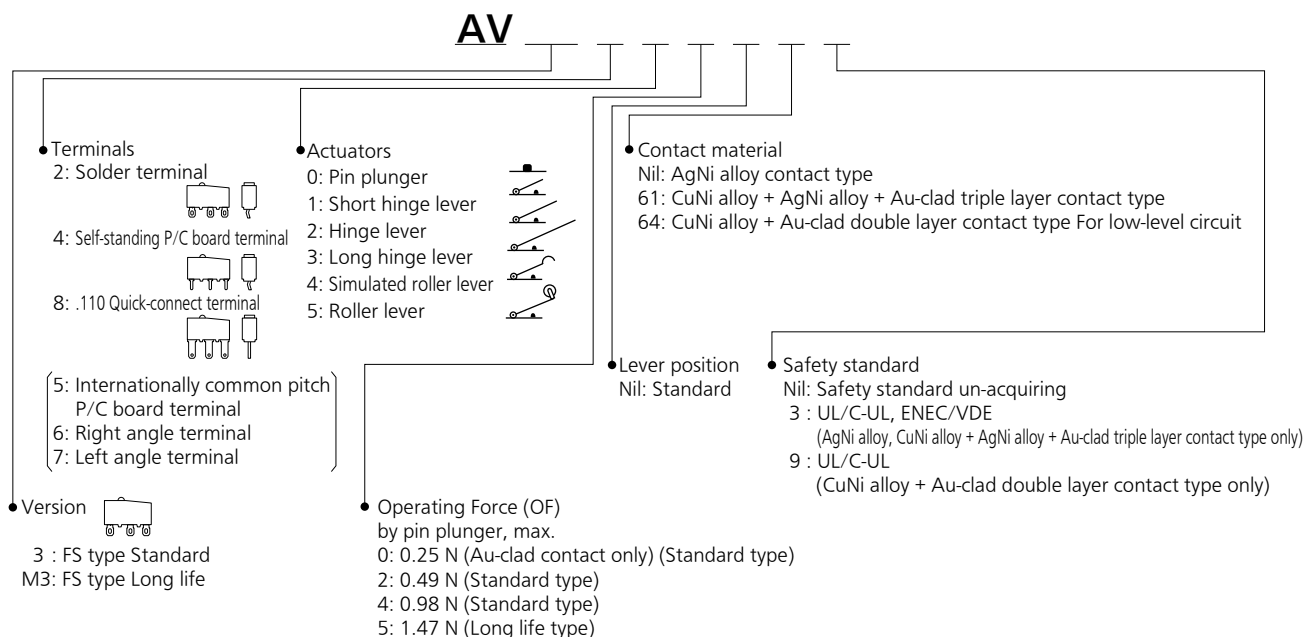 AV
Terminals
2: Solder terminal
4: Self-standing P/C board terminal
8: .110 Quick-connect terminal
5: Internationally common pitch
P/C board terminal
6: Right angle terminal
7: Left angle terminal
Actuators
0: Pin plunger
1: Short hinge lever
2: Hinge lever
3: Long hinge lever
4: Simulated roller lever
5: Roller lever
Contact material
Nil: AgNi alloy contact type
61: CuNi alloy + AgNi alloy + Au-clad triple layer contact type
64: CuNi alloy + Au-clad double layer contact type For low-level circuit
Lever position
Nil: Standard
Safety standard
Nil: Safety standard un-acquiring
3 : UL/C-UL, ENEC/VDE
(AgNi alloy, CuNi alloy + AgNi alloy + Au-clad triple layer contact type only)
9 : UL/C-UL
(CuNi alloy + Au-clad double layer contact type only)
Version
3 : FS type Standard
M3: FS type Long life
Operating Force (OF)
by pin plunger, max.
0: 0.25 N (Au-clad contact only) (Standard type)
2: 0.49 N (Standard type)
4: 0.98 N (Standard type)
5: 1.47 N (Long life type)